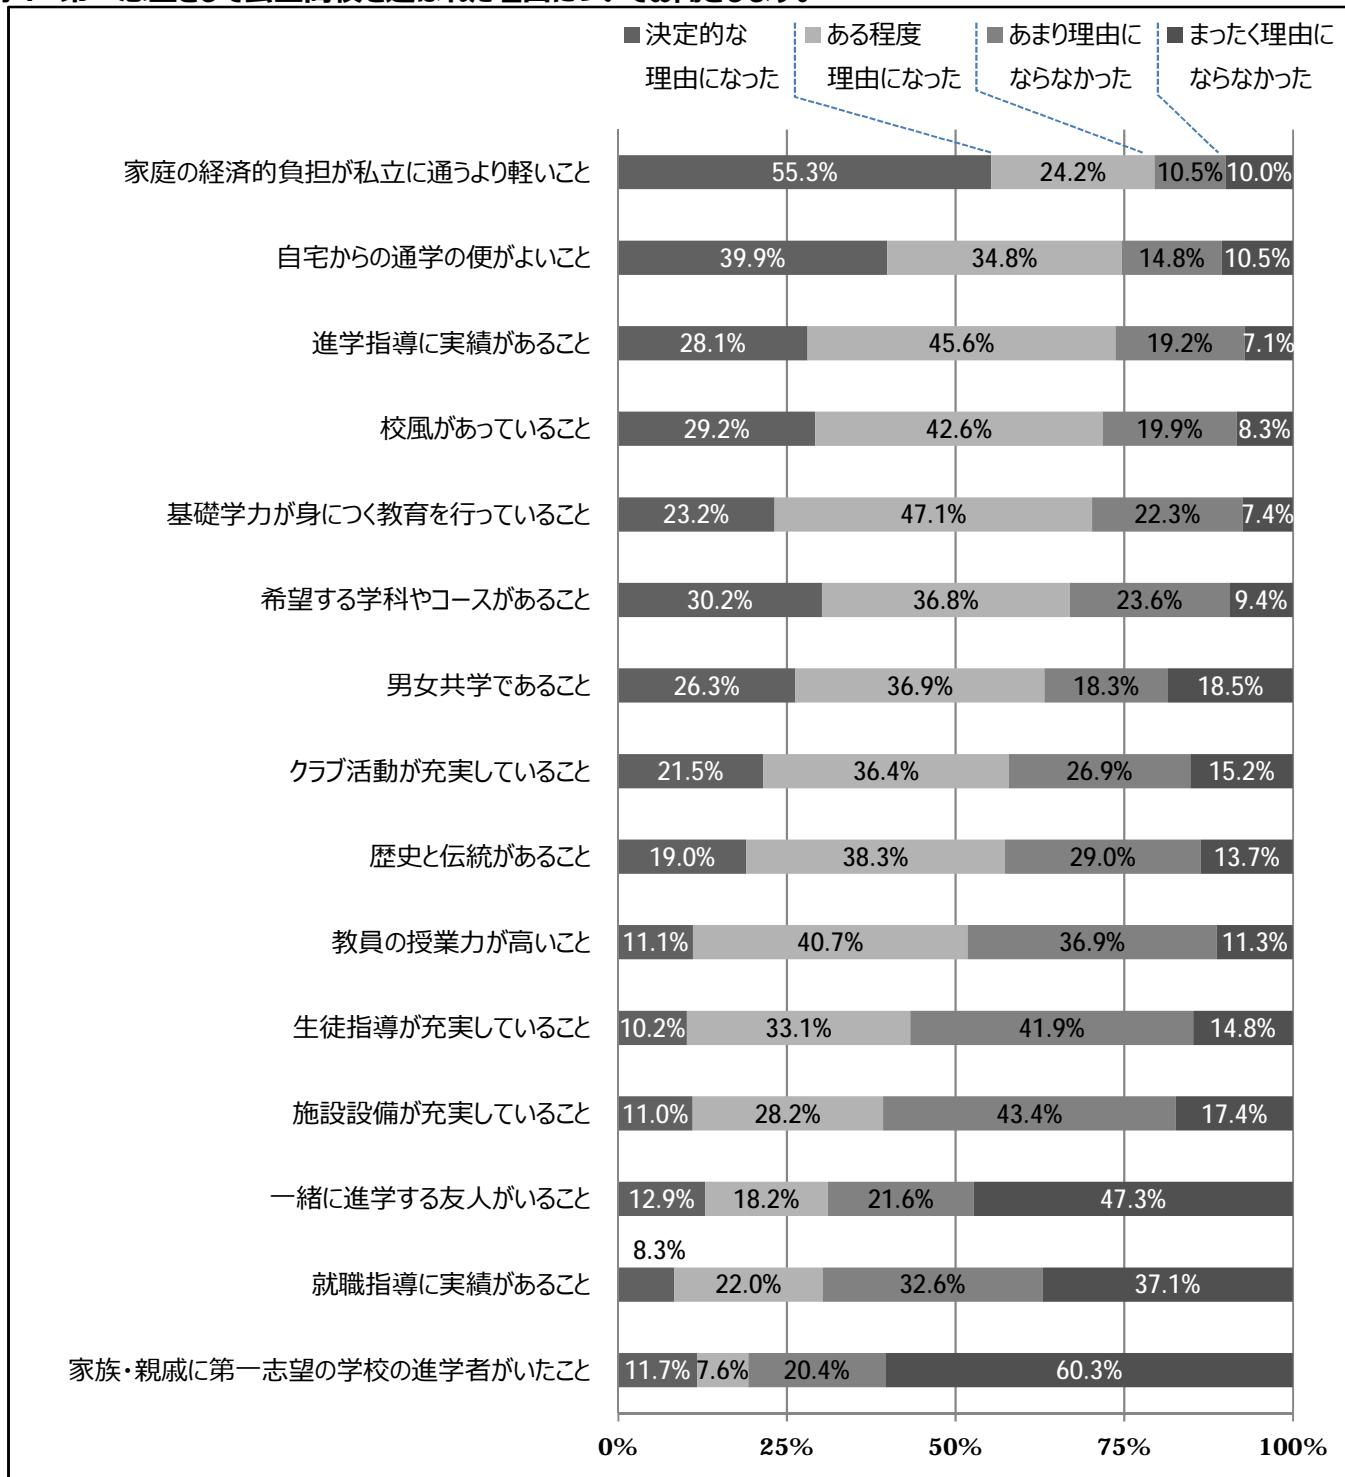 ■決定的な
理由になった
■ある程度
理由になった
■あまり理由に
ならなかった
■まったく理由に
ならなかった
家庭の経済的負担が私立に通うより軽いこと 55.3% 24.2% 10.5% 10.0%
自宅からの通学の便がよいこと 39.9% 34.8% 14.8% 10.5%
進学指導に実績があること 28.1% 45.6% 19.2% 7.1%
校風があっていること 29.2% 42.6% 19.9% 8.3%
基礎学力が身につく教育を行っていること 23.2% 47.1% 22.3% 7.4%
希望する学科やコースがあること 30.2% 36.8% 23.6% 9.4%
男女共学であること 26.3% 36.9% 18.3% 18.5%
クラブ活動が充実していること 21.5% 36.4% 26.9% 15.2%
歴史と伝統があること 19.0% 38.3% 29.0% 13.7%
教員の授業力が高いこと 11.1% 40.7% 36.9% 11.3%
生徒指導が充実していること 10.2% 33.1% 41.9% 14.8%
施設設備が充実していること 11.0% 28.2% 43.4% 17.4%
一緒に進学する友人がいること 12.9% 18.2% 21.6% 47.3%
8.3%
就職指導に実績があること 22.0% 32.6% 37.1%
家族・親戚に第一志望の学校の進学者がいたこと 11.7% 7.6% 20.4% 60.3%
0% 25% 50% 75% 100%